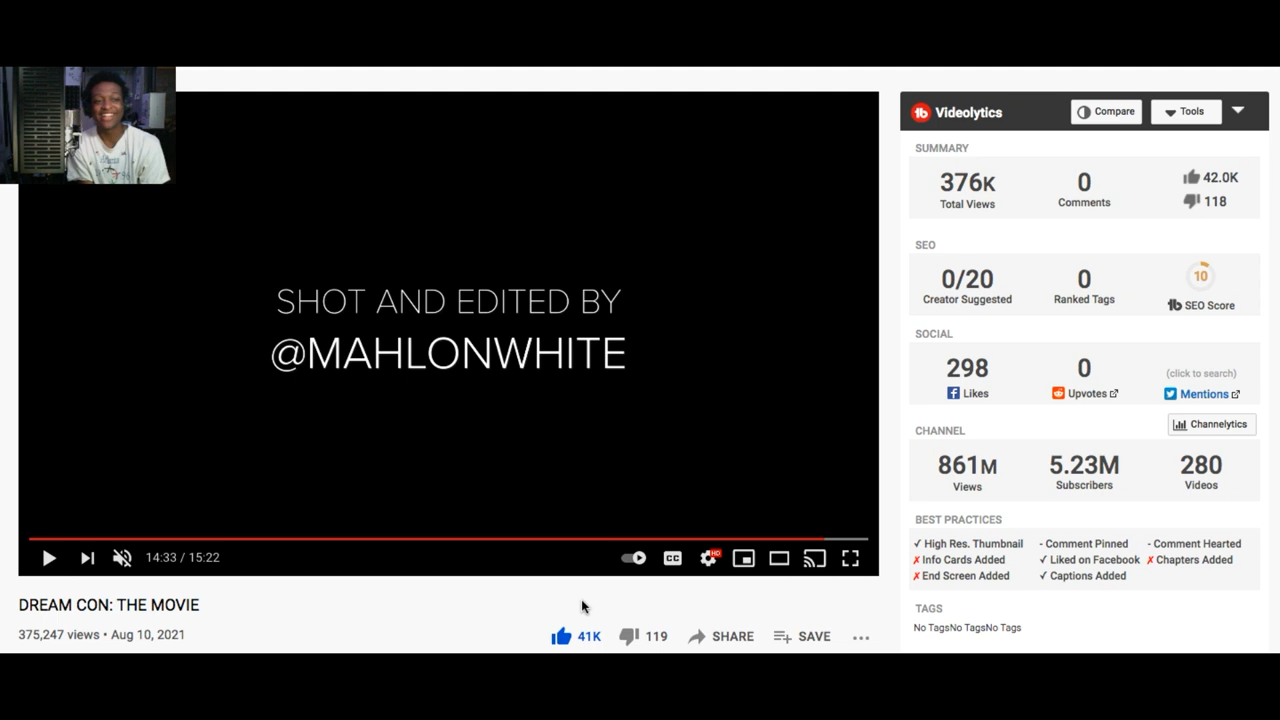 SHOT AND EDITED BY
@MAHLONWHITE
14:33 / 15:22
CC
HD
DREAM CON: THE MOVIE
375,247 views • Aug 10, 2021
41K 119 SHARE SAVE
tb Videolytics Compare Tools
SUMMARY
376K 0 42.0K
Total Views Comments 118
SEO
0/20 0 10
Creator Suggested Ranked Tags tb SEO Score
SOCIAL
298 0 (click to search)
Likes Upvotes Mentions
CHANNEL Channelytics
861M 5.23M 280
Views Subscribers Videos
BEST PRACTICES
✓ High Res. Thumbnail - Comment Pinned - Comment Hearted
✗ Info Cards Added ✓ Liked on Facebook ✗ Chapters Added
✗ End Screen Added ✓ Captions Added
TAGS
No TagsNo TagsNo Tags